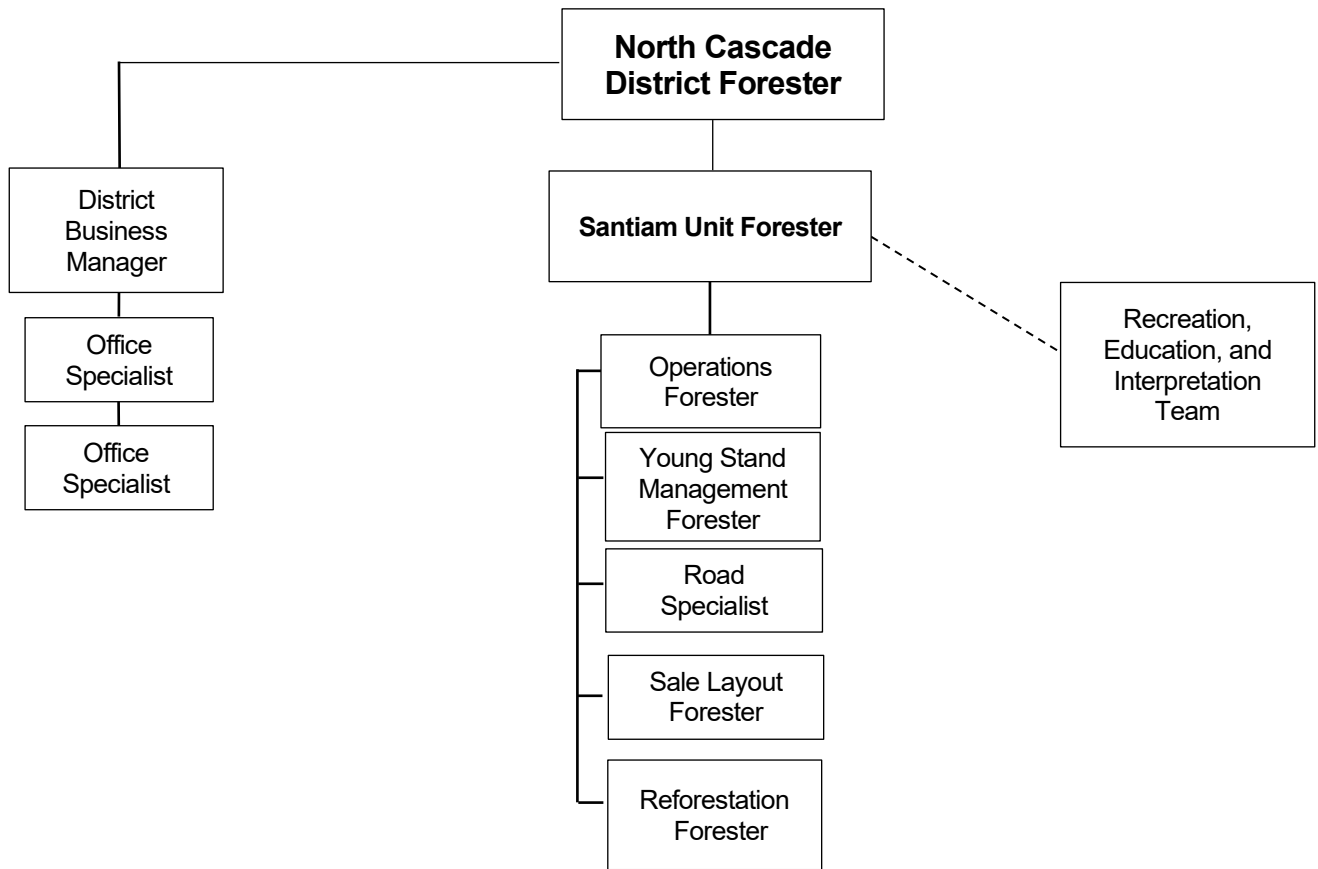 North Cascade
District Forester
District
Business
Manager
Office
Specialist
Office
Specialist
Santiam Unit Forester
Operations
Forester
Young Stand
Management
Forester
Road
Specialist
Sale Layout
Forester
Reforestation
Forester
Recreation,
Education, and
Interpretation
Team